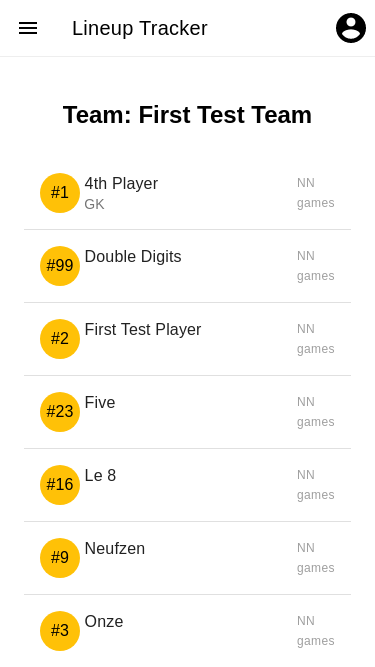 Lineup Tracker
Team: First Test Team
#1 4th Player NN
GK games
#99 Double Digits NN
games
#2 First Test Player NN
games
#23 Five NN
games
#16 Le 8 NN
games
#9 Neufzen NN
games
#3 Onze NN
games